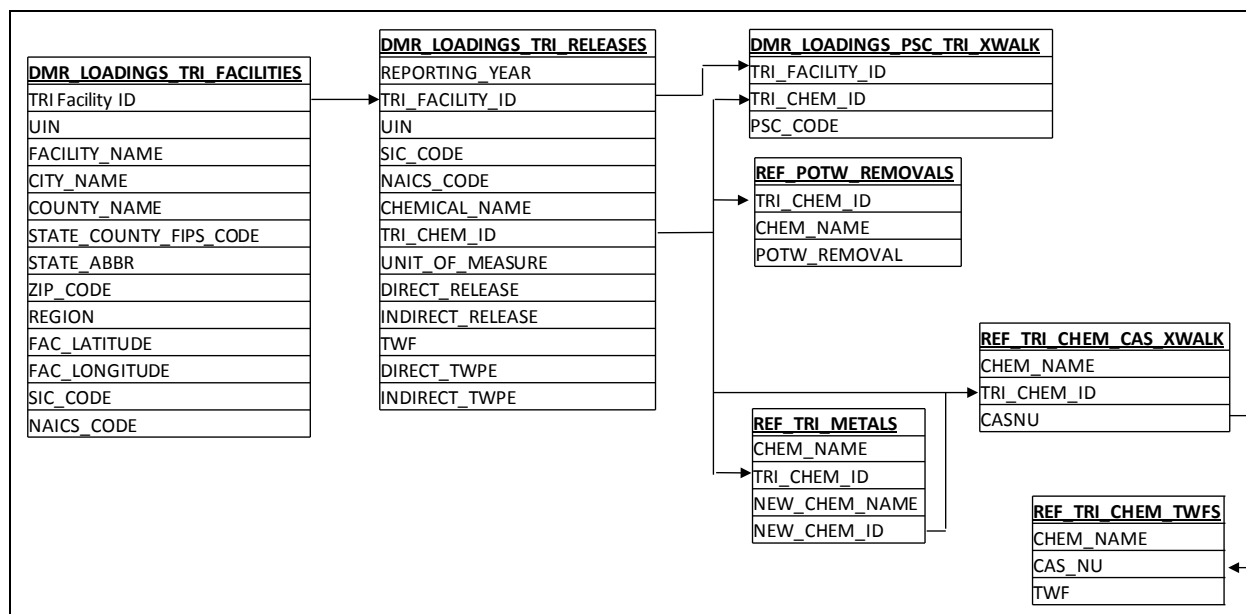 DMR_LOADINGS_TRI_FACILITIES
TRI Facility ID
UIN
FACILITY_NAME
CITY_NAME
COUNTY_NAME
STATE_COUNTY_FIPS_CODE
STATE_ABBR
ZIP_CODE
REGION
FAC_LATITUDE
FAC_LONGITUDE
SIC_CODE
NAICS_CODE
DMR_LOADINGS_TRI_RELEASES
REPORTING_YEAR
TRI_FACILITY_ID
UIN
SIC_CODE
NAICS_CODE
CHEMICAL_NAME
TRI_CHEM_ID
UNIT_OF_MEASURE
DIRECT_RELEASE
INDIRECT_RELEASE
TWF
DIRECT_TWPE
INDIRECT_TWPE
DMR_LOADINGS_PSC_TRI_XWALK
TRI_FACILITY_ID
TRI_CHEM_ID
PSC_CODE
REF_POTW_REMOVALS
TRI_CHEM_ID
CHEM_NAME
POTW_REMOVAL
REF_TRI_METALS
CHEM_NAME
TRI_CHEM_ID
NEW_CHEM_NAME
NEW_CHEM_ID
REF_TRI_CHEM_CAS_XWALK
CHEM_NAME
TRI_CHEM_ID
CASNU
REF_TRI_CHEM_TWFS
CHEM_NAME
CAS_NU
TWF